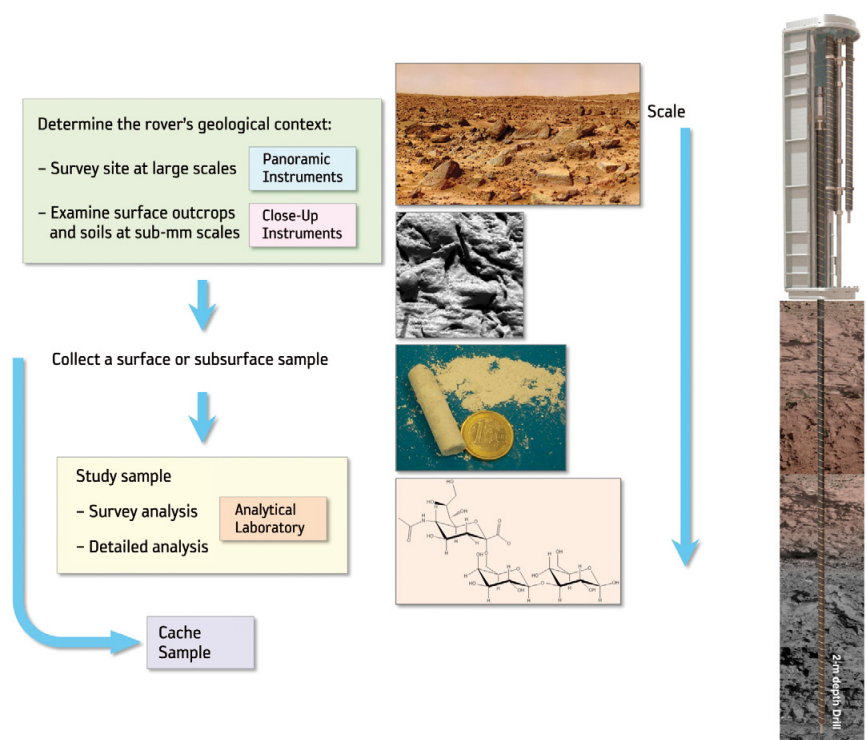 Determine the rover's geological context:
– Survey site at large scales
Panoramic
Instruments
– Examine surface outcrops
and soils at sub-mm scales
Close-Up
Instruments
Collect a surface or subsurface sample
Study sample
– Survey analysis
– Detailed analysis
Analytical
Laboratory
Cache
Sample
Scale
2-m depth Drill